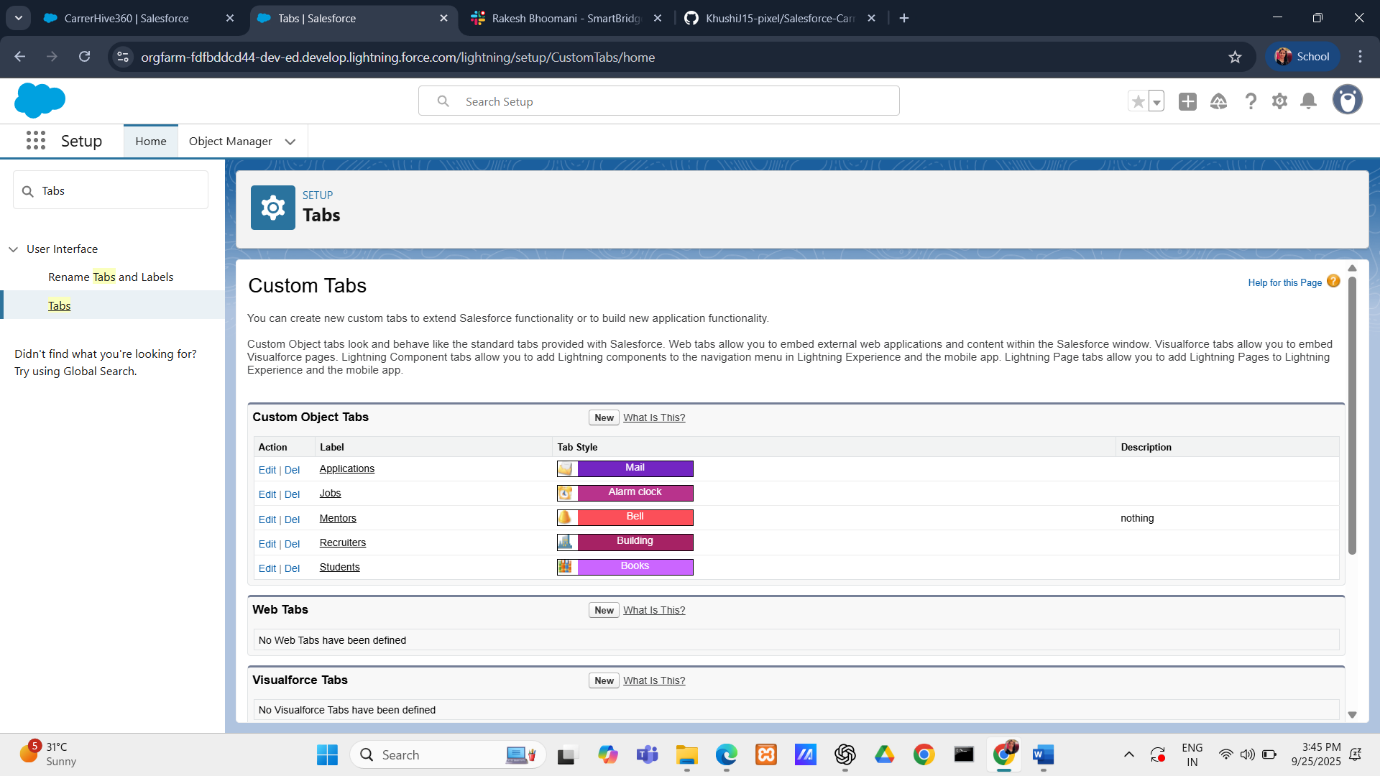 CarrerHive360 | Salesforce
Tabs | Salesforce
Rakesh Bhoomani - SmartBridg
KhushiJ15-pixel/Salesforce-Carr
orgfarm-fdfbddcd44-dev-ed.develop.lightning.force.com/lightning/setup/CustomTabs/home
School
Search Setup
Setup
Home
Object Manager
Tabs
User Interface
Rename Tabs and Labels
Tabs
Didn't find what you're looking for?
Try using Global Search.
SETUP
Tabs
Custom Tabs
Help for this Page ?
You can create new custom tabs to extend Salesforce functionality or to build new application functionality.
Custom Object tabs look and behave like the standard tabs provided with Salesforce. Web tabs allow you to embed external web applications and content within the Salesforce window. Visualforce tabs allow you to embed
Visualforce pages. Lightning Component tabs allow you to add Lightning components to the navigation menu in Lightning Experience and the mobile app. Lightning Page tabs allow you to add Lightning Pages to Lightning
Experience and the mobile app.
Custom Object Tabs New What Is This?
Action Label Tab Style Description
Edit | Del Applications Mail
Edit | Del Jobs Alarm clock
Edit | Del Mentors Bell nothing
Edit | Del Recruiters Building
Edit | Del Students Books
Web Tabs New What Is This?
No Web Tabs have been defined
Visualforce Tabs New What Is This?
No Visualforce Tabs have been defined
5
31°C
Sunny
Search
ENG
IN
3:45 PM
9/25/2025